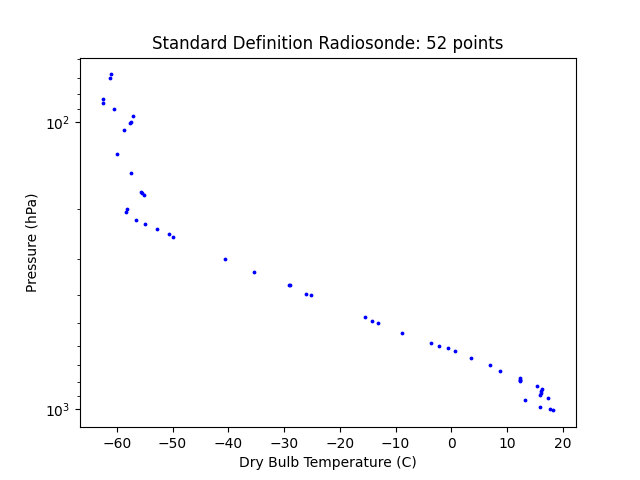 Standard Definition Radiosonde: 52 points
10²
10³
Pressure (hPa)
−60 −50 −40 −30 −20 −10 0 10 20
Dry Bulb Temperature (C)